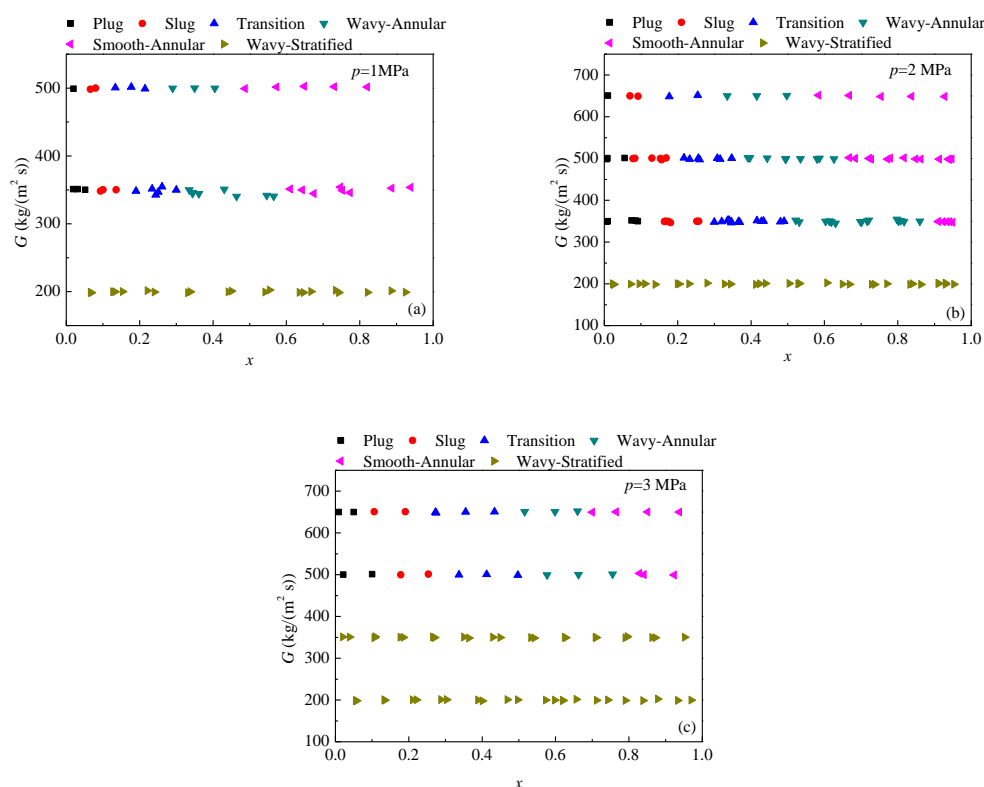 Plug Slug Transition Wavy-Annular
Smooth-Annular Wavy-Stratified
p=1MPa
500
400
300
200
G (kg/(m² s))
(a)
0.0 0.2 0.4 0.6 0.8 1.0
x
Plug Slug Transition Wavy-Annular
Smooth-Annular Wavy-Stratified
p=2 MPa
700
600
500
400
300
200
100
G (kg/(m² s))
(b)
0.0 0.2 0.4 0.6 0.8 1.0
x
Plug Slug Transition Wavy-Annular
Smooth-Annular Wavy-Stratified
p=3 MPa
700
600
500
400
300
200
100
G (kg/(m² s))
(c)
0.0 0.2 0.4 0.6 0.8 1.0
x